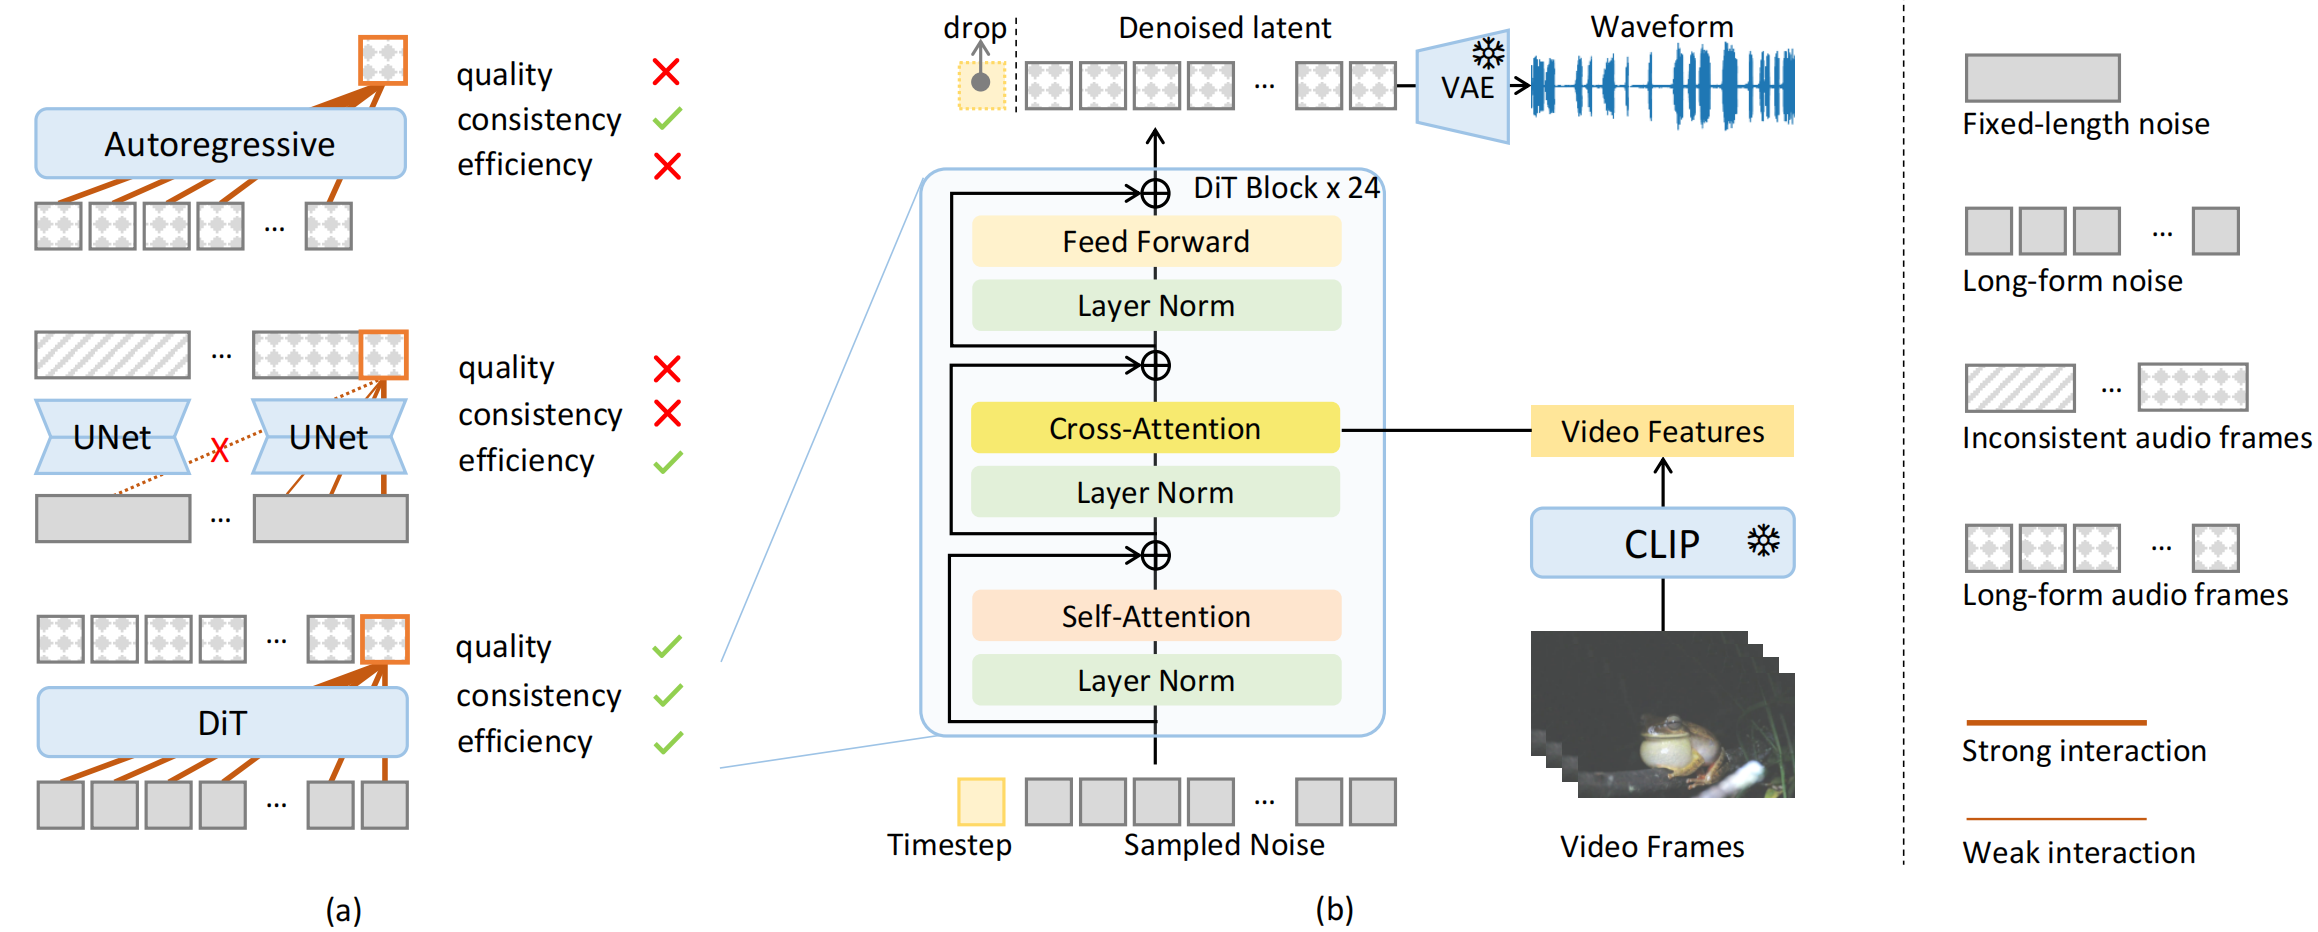 Autoregressive
...
quality
consistency
efficiency
...
UNet
X
UNet
...
quality
consistency
efficiency
...
DiT
...
quality
consistency
efficiency
(a)
drop
Denoised latent
...
VAE
Waveform
DiT Block x 24
Feed Forward
Layer Norm
Cross-Attention
Layer Norm
Self-Attention
Layer Norm
Timestep
...
Sampled Noise
Video Features
CLIP
Video Frames
(b)
Fixed-length noise
...
Long-form noise
...
Inconsistent audio frames
...
Long-form audio frames
Strong interaction
Weak interaction